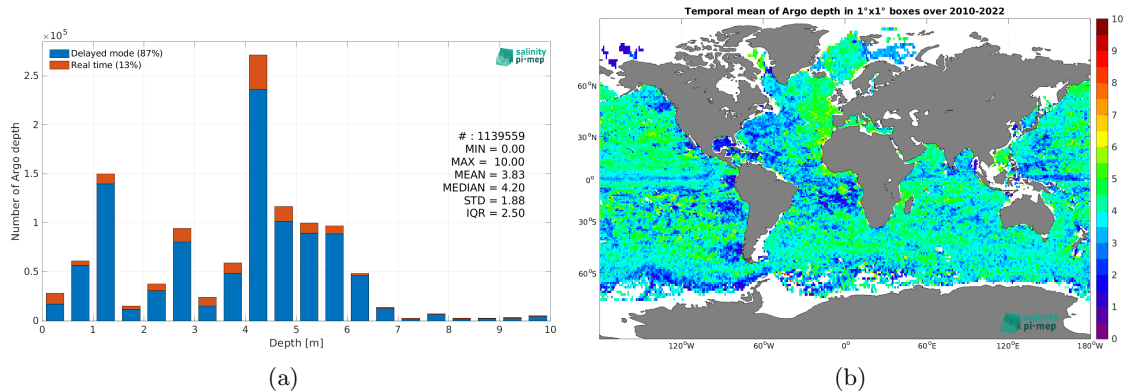 ×10⁵
Delayed mode (87%)
Real time (13%)
salinity
pi-mep
2.5
2
1.5
1
0.5
0
Number of Argo depth
# : 1139559
MIN = 0.00
MAX = 10.00
MEAN = 3.83
MEDIAN = 4.20
STD = 1.88
IQR = 2.50
0 1 2 3 4 5 6 7 8 9 10
Depth [m]
(a)
Temporal mean of Argo depth in 1°x1° boxes over 2010-2022
60°N
30°N
0°
30°S
60°S
120°W 60°W 0° 60°E 120°E 180°W
salinity
pi-mep
10
9
8
7
6
5
4
3
2
1
0
(b)